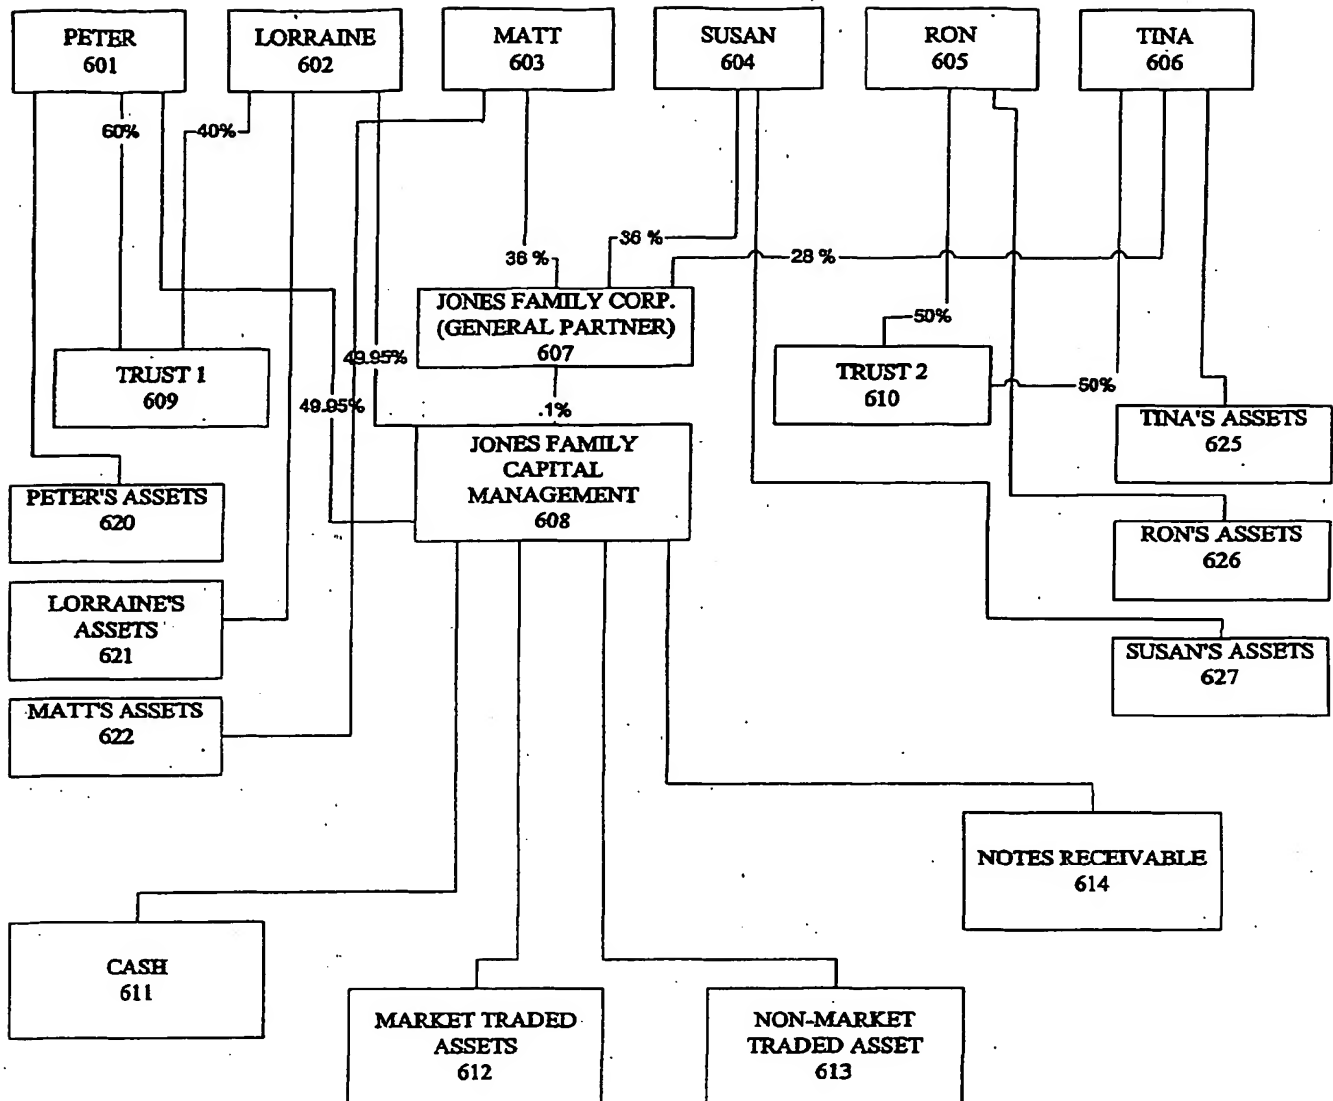 PETER
601
LORRAINE
602
MATT
603
SUSAN
604
RON
605
TINA
606
60%
40%
36 %
36 %
28 %
JONES FAMILY CORP.
(GENERAL PARTNER)
607
50%
TRUST 1
609
49.95%
TRUST 2
610
50%
49.95%
.1%
TINA'S ASSETS
625
JONES FAMILY
CAPITAL
MANAGEMENT
608
PETER'S ASSETS
620
RON'S ASSETS
626
LORRAINE'S
ASSETS
621
SUSAN'S ASSETS
627
MATT'S ASSETS
622
NOTES RECEIVABLE
614
CASH
611
MARKET TRADED
ASSETS
612
NON-MARKET
TRADED ASSET
613